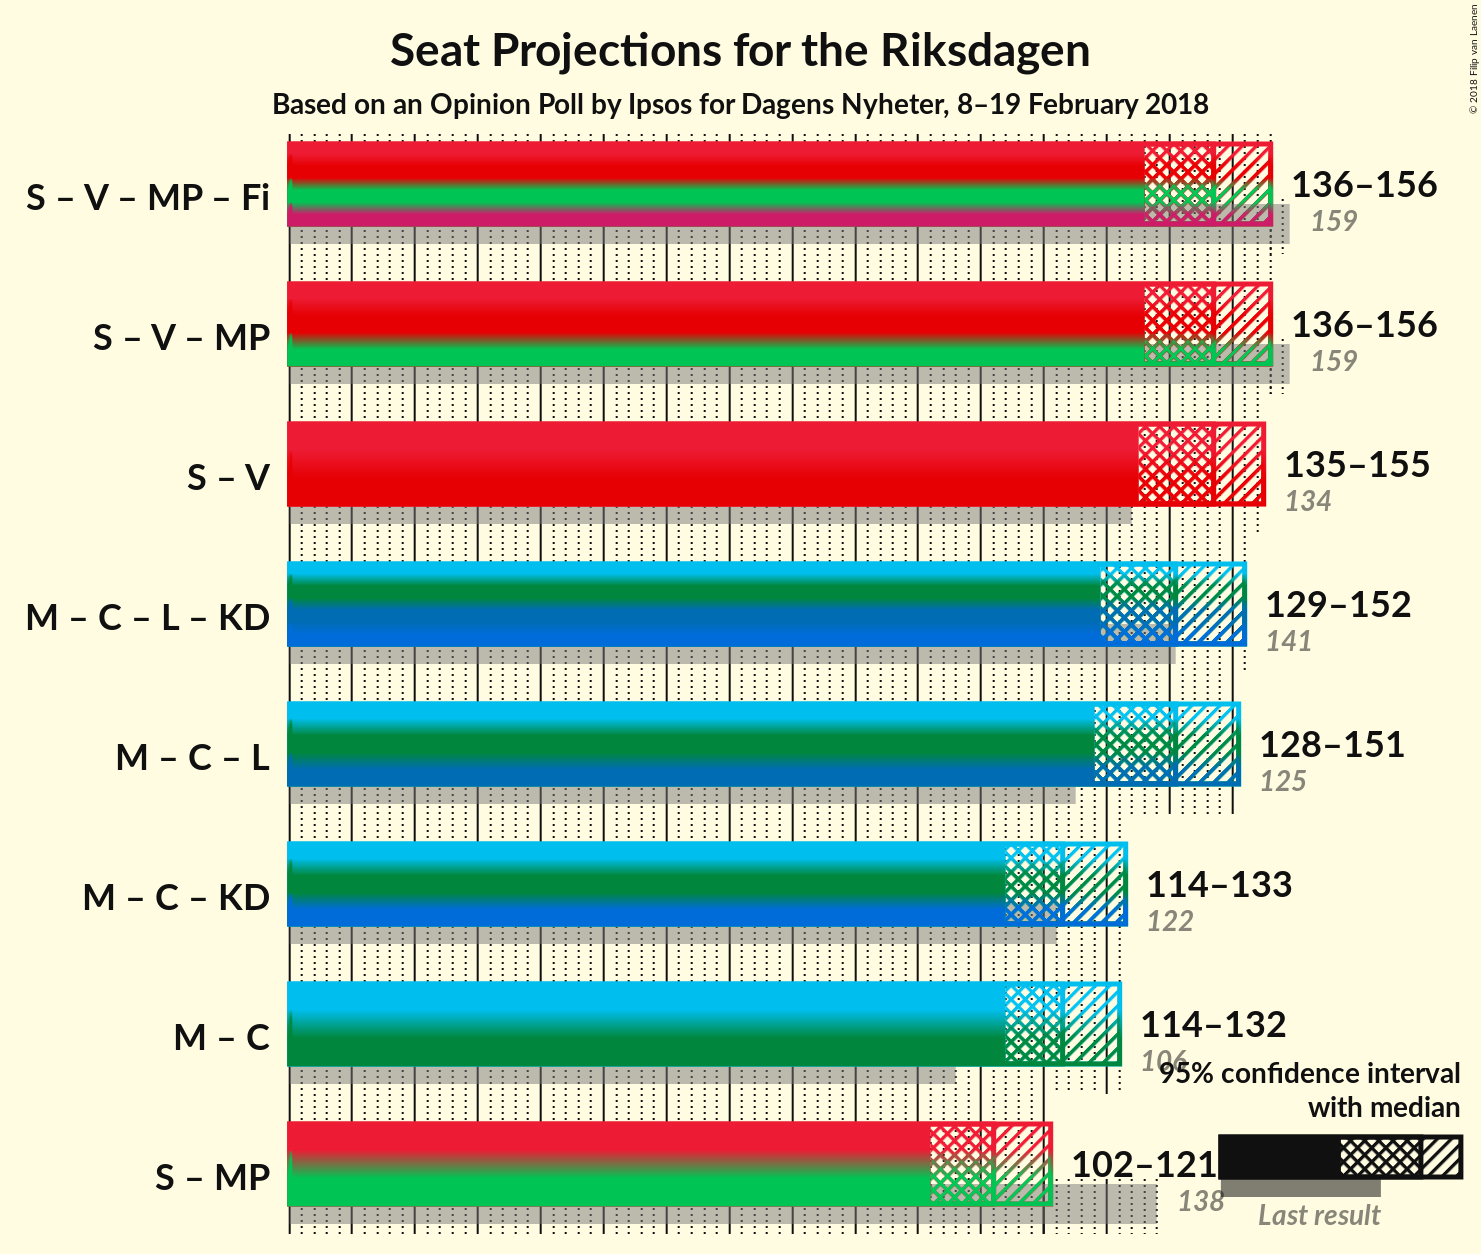 Seat Projections for the Riksdagen
Based on an Opinion Poll by Ipsos for Dagens Nyheter, 8–19 February 2018
© 2018 Filip van Laenen
S – V – MP – Fi
136–156
159
S – V – MP
136–156
159
S – V
135–155
134
M – C – L – KD
129–152
141
M – C – L
128–151
125
M – C – KD
114–133
122
M – C
114–132
106
S – MP
102–121
138
95% confidence interval
with median
Last result